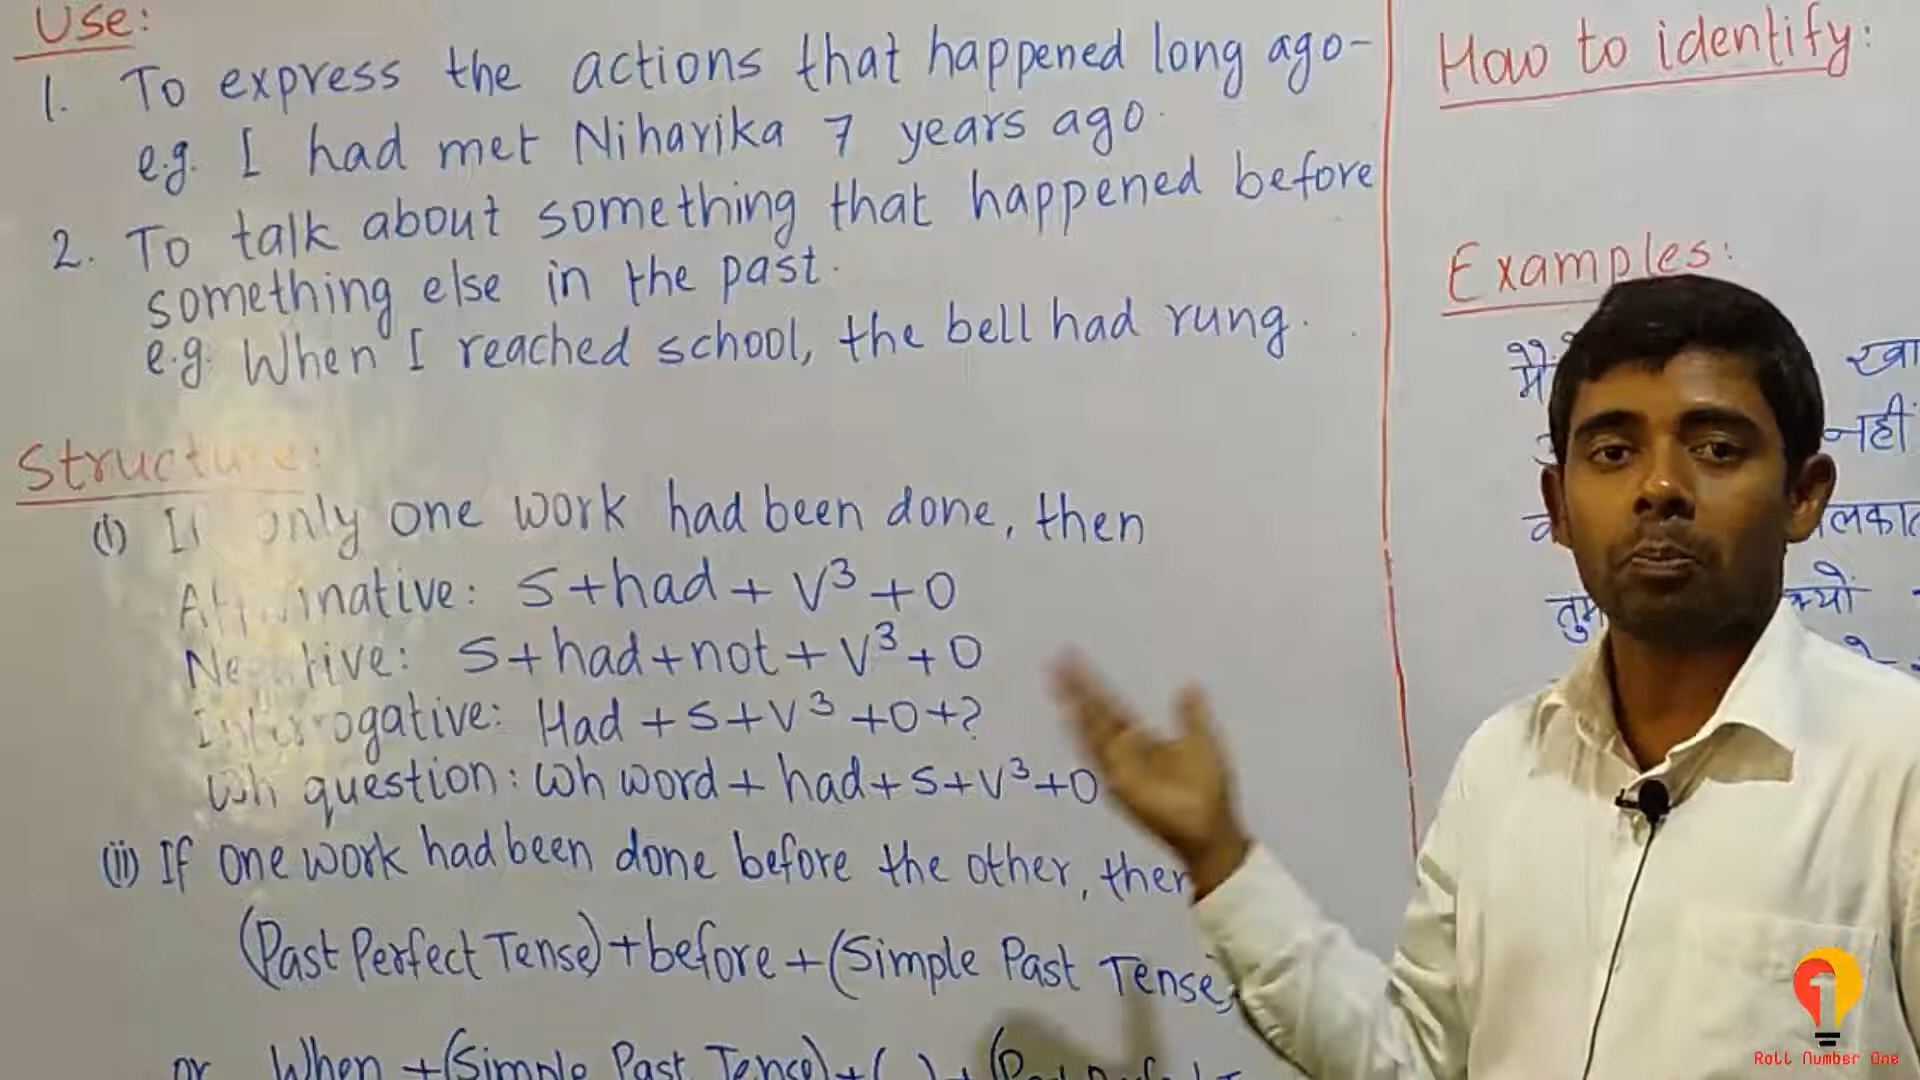 Use:
1. To express the actions that happened long ago-
e.g. I had met Niharika 7 years ago.
2. To talk about something that happened before
something else in the past.
e.g. When I reached school, the bell had rung.
Structure:
(i) If only one work had been done, then
Affirmative: S+had+V³+O
Negative: S+had+not+V³+O
Interrogative: Had+S+V³+O+?
Wh question: Wh word+had+S+V³+O
(ii) If one work had been done before the other, then
(Past Perfect Tense)+before+(Simple Past Tense)
or When+(Simple Past Tense)+(,)+
How to identify:
Examples:
नहीं
तुम क्यों
Roll Number One